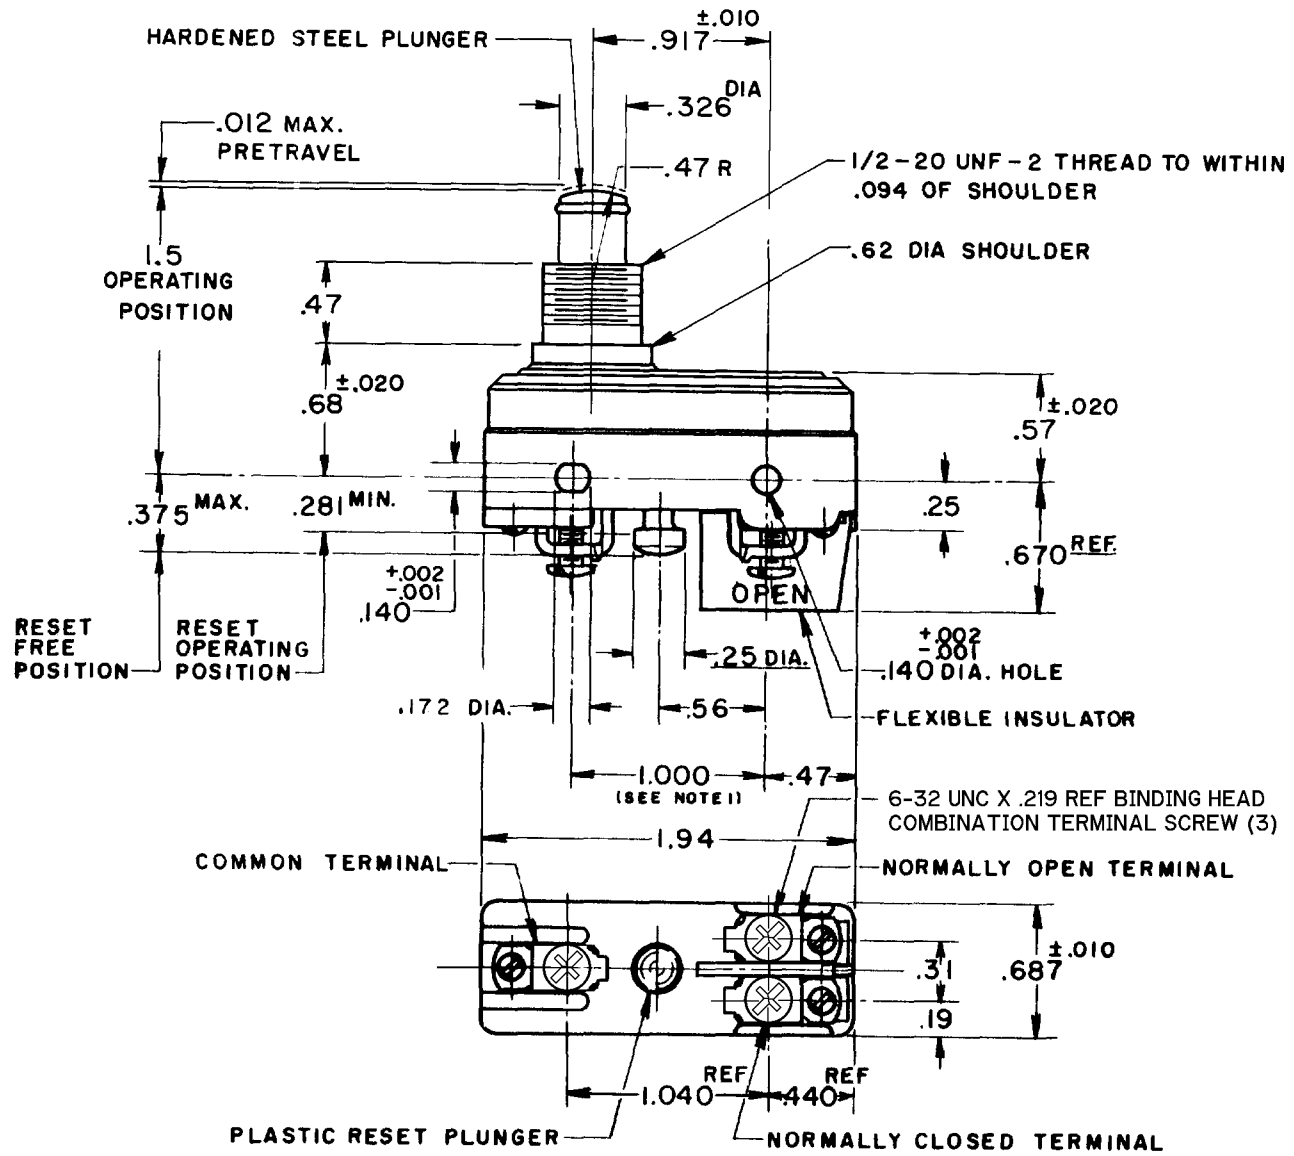 ±.010
HARDENED STEEL PLUNGER
.917
DIA
.326
.012 MAX.
PRETRAVEL
.47 R
1/2-20 UNF-2 THREAD TO WITHIN
.094 OF SHOULDER
1.5
OPERATING
POSITION
.62 DIA SHOULDER
.47
±.020
.68
±.020
.57
.375 MAX.
.281 MIN.
.25
.670 REF.
+.002
-.001
.140
OPEN
RESET
FREE
POSITION
RESET
OPERATING
POSITION
.25 DIA.
+.002
-.001
.140 DIA. HOLE
.172 DIA.
.56
FLEXIBLE INSULATOR
1.000
(SEE NOTE 1)
.47
6-32 UNC X .219 REF BINDING HEAD
COMBINATION TERMINAL SCREW (3)
1.94
COMMON TERMINAL
NORMALLY OPEN TERMINAL
.31
±.010
.687
.19
REF
1.040
REF
.440
PLASTIC RESET PLUNGER
NORMALLY CLOSED TERMINAL